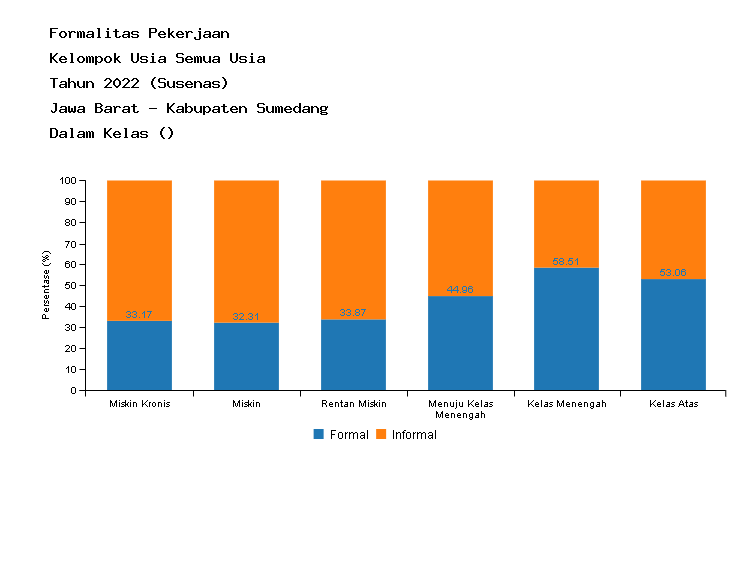 Formalitas Pekerjaan
Kelompok Usia Semua Usia
Tahun 2022 (Susenas)
Jawa Barat - Kabupaten Sumedang
Dalam Kelas ()
100
90
80
70
60
50
40
30
20
10
0
Persentase (%)
33.17
32.31
33.87
44.96
58.51
53.06
Miskin Kronis
Miskin
Rentan Miskin
Menuju Kelas
Menengah
Kelas Menengah
Kelas Atas
Formal
Informal